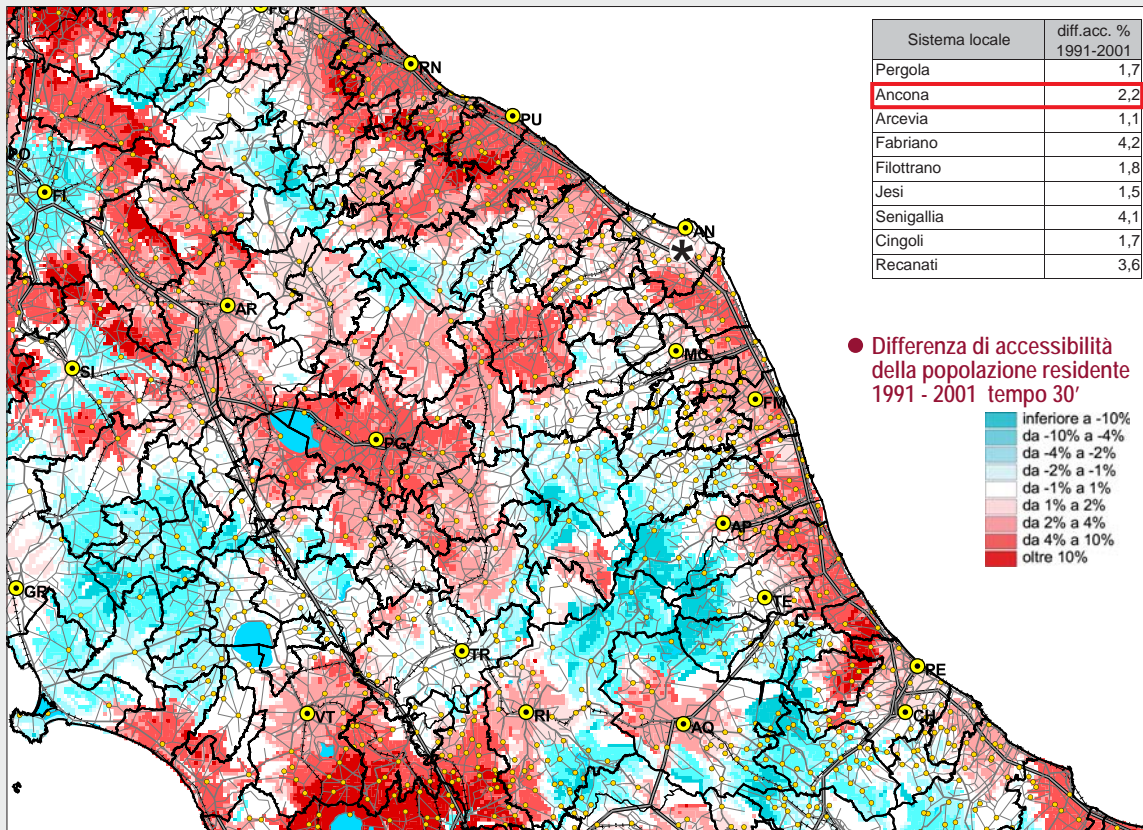 Sistema locale diff.acc. % 1991-2001
Pergola 1,7
Ancona 2,2
Arcevia 1,1
Fabriano 4,2
Filottrano 1,8
Jesi 1,5
Senigallia 4,1
Cingoli 1,7
Recanati 3,6
Differenza di accessibilità
della popolazione residente
1991 - 2001 tempo 30'
inferiore a -10%
da -10% a -4%
da -4% a -2%
da -2% a -1%
da -1% a 1%
da 1% a 2%
da 2% a 4%
da 4% a 10%
oltre 10%
RN
PU
FI
AN
*
AR
MC
SI
FM
PG
AP
GR
TE
TR
PE
VT
RI
AQ
CH